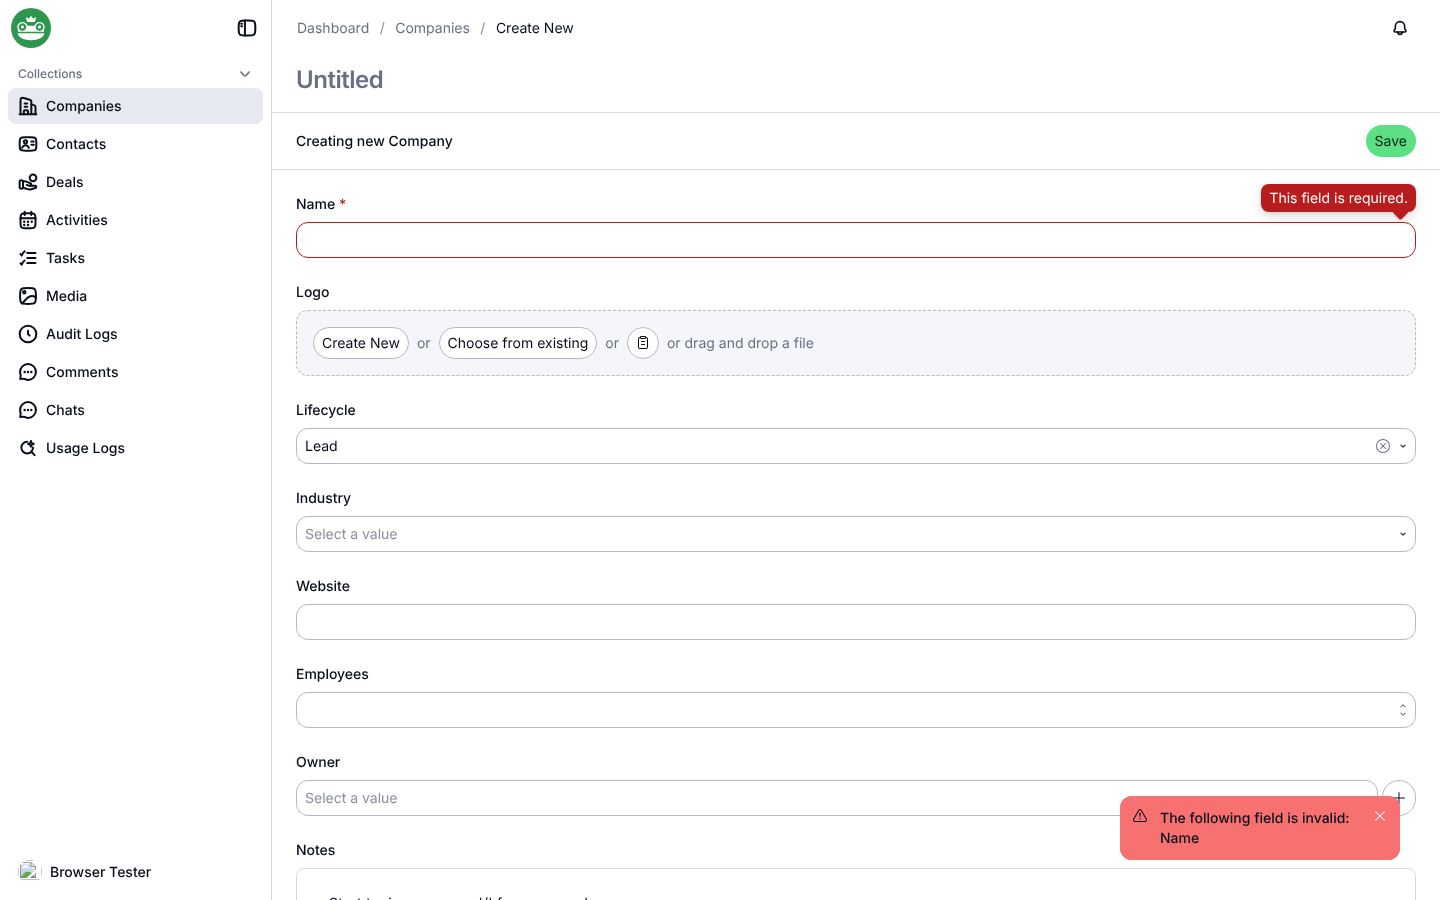 Dashboard / Companies / Create New
Collections
Companies
Contacts
Deals
Activities
Tasks
Media
Audit Logs
Comments
Chats
Usage Logs
Browser Tester
Untitled
Creating new Company
Save
Name *
This field is required.
Logo
Create New or Choose from existing or or drag and drop a file
Lifecycle
Lead
Industry
Select a value
Website
Employees
Owner
Select a value
The following field is invalid:
Name
Notes